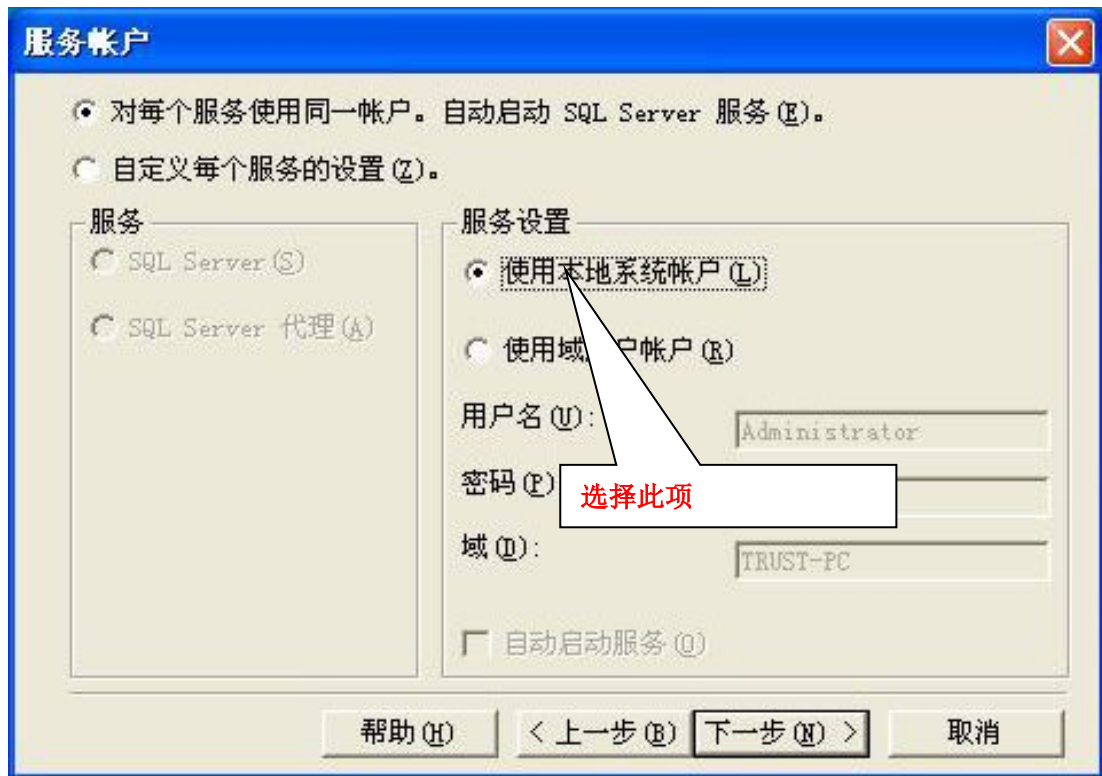 服务帐户
对每个服务使用同一帐户。自动启动 SQL Server 服务(E)。
自定义每个服务的设置(Z)。
服务
SQL Server(S)
SQL Server 代理(A)
服务设置
使用本地系统帐户(L)
使用域 户帐户(R)
用户名(U):
Administrator
密码(P)
选择此项
域(D):
TRUST-PC
自动启动服务(O)
帮助(H)
< 上一步(B)
下一步(N) >
取消